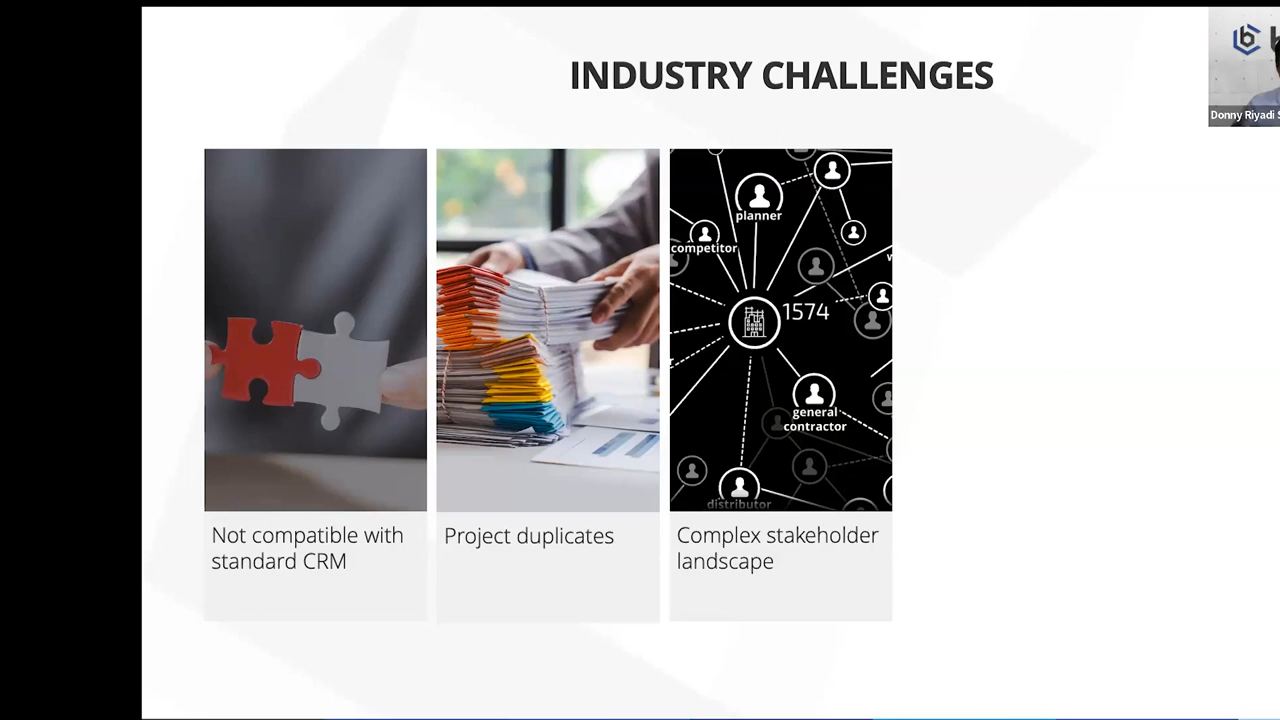 INDUSTRY CHALLENGES
Donny Riyadi
planner
competitor
1574
general
contractor
distributor
Not compatible with
standard CRM
Project duplicates
Complex stakeholder
landscape